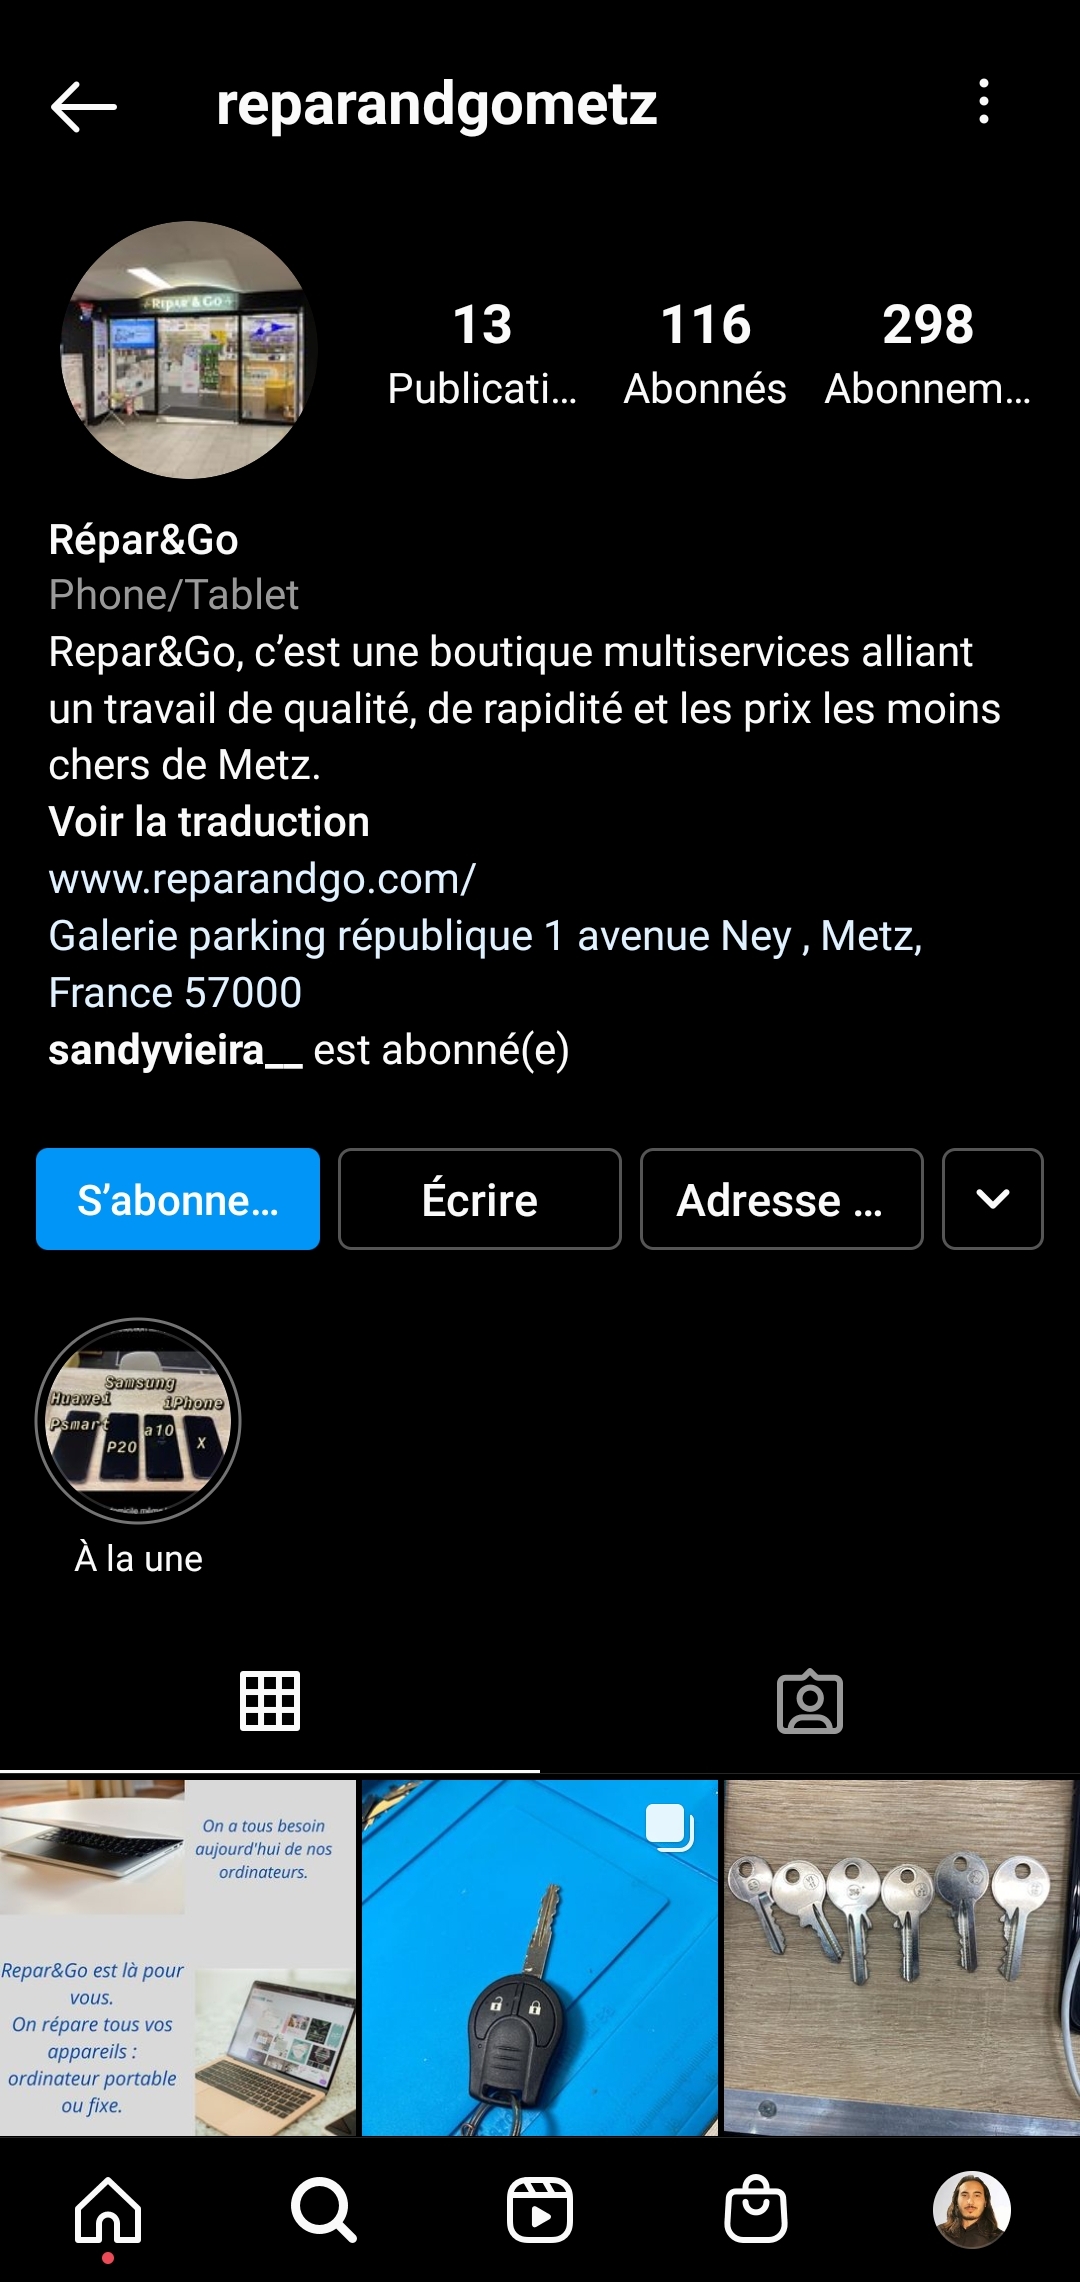 reparandgometz
Repar & Go
13
116
298
Publicati...
Abonnés
Abonnem...
Répar&Go
Phone/Tablet
Repar&Go, c’est une boutique multiservices alliant
un travail de qualité, de rapidité et les prix les moins
chers de Metz.
Voir la traduction
www.reparandgo.com/
Galerie parking république 1 avenue Ney , Metz,
France 57000
sandyvieira__ est abonné(e)
S’abonne...
Écrire
Adresse ...
Samsung
Huawei
iPhone
Psmart
a10
P20
X
À la une
On a tous besoin
aujourd'hui de nos
ordinateurs.
Repar&Go est là pour
vous.
On répare tous vos
appareils :
ordinateur portable
ou fixe.